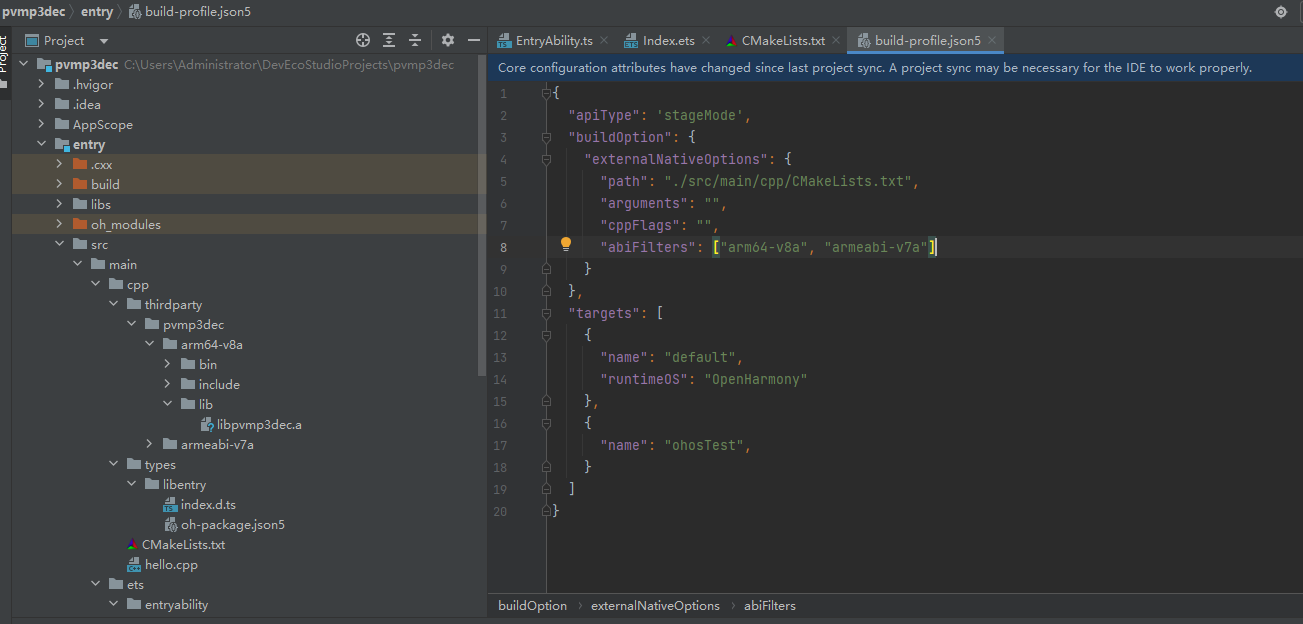 pvmp3dec entry build-profile.json5
Project
Project
pvmp3dec C:\Users\Administrator\DevEcoStudioProjects\pvmp3dec
.hvigor
.idea
AppScope
entry
.cxx
build
libs
oh_modules
src
main
cpp
thirdparty
pvmp3dec
arm64-v8a
bin
include
lib
libpvmp3dec.a
armeabi-v7a
types
libentry
index.d.ts
oh-package.json5
CMakeLists.txt
hello.cpp
ets
entryability
EntryAbility.ts Index.ets CMakeLists.txt build-profile.json5
Core configuration attributes have changed since last project sync. A project sync may be necessary for the IDE to work properly.
1 {
2 "apiType": 'stageMode',
3 "buildOption": {
4 "externalNativeOptions": {
5 "path": "./src/main/cpp/CMakeLists.txt",
6 "arguments": "",
7 "cppFlags": "",
8 "abiFilters": ["arm64-v8a", "armeabi-v7a"]
9 }
10 },
11 "targets": [
12 {
13 "name": "default",
14 "runtimeOS": "OpenHarmony"
15 },
16 {
17 "name": "ohosTest",
18 }
19 ]
20 }
buildOption externalNativeOptions abiFilters